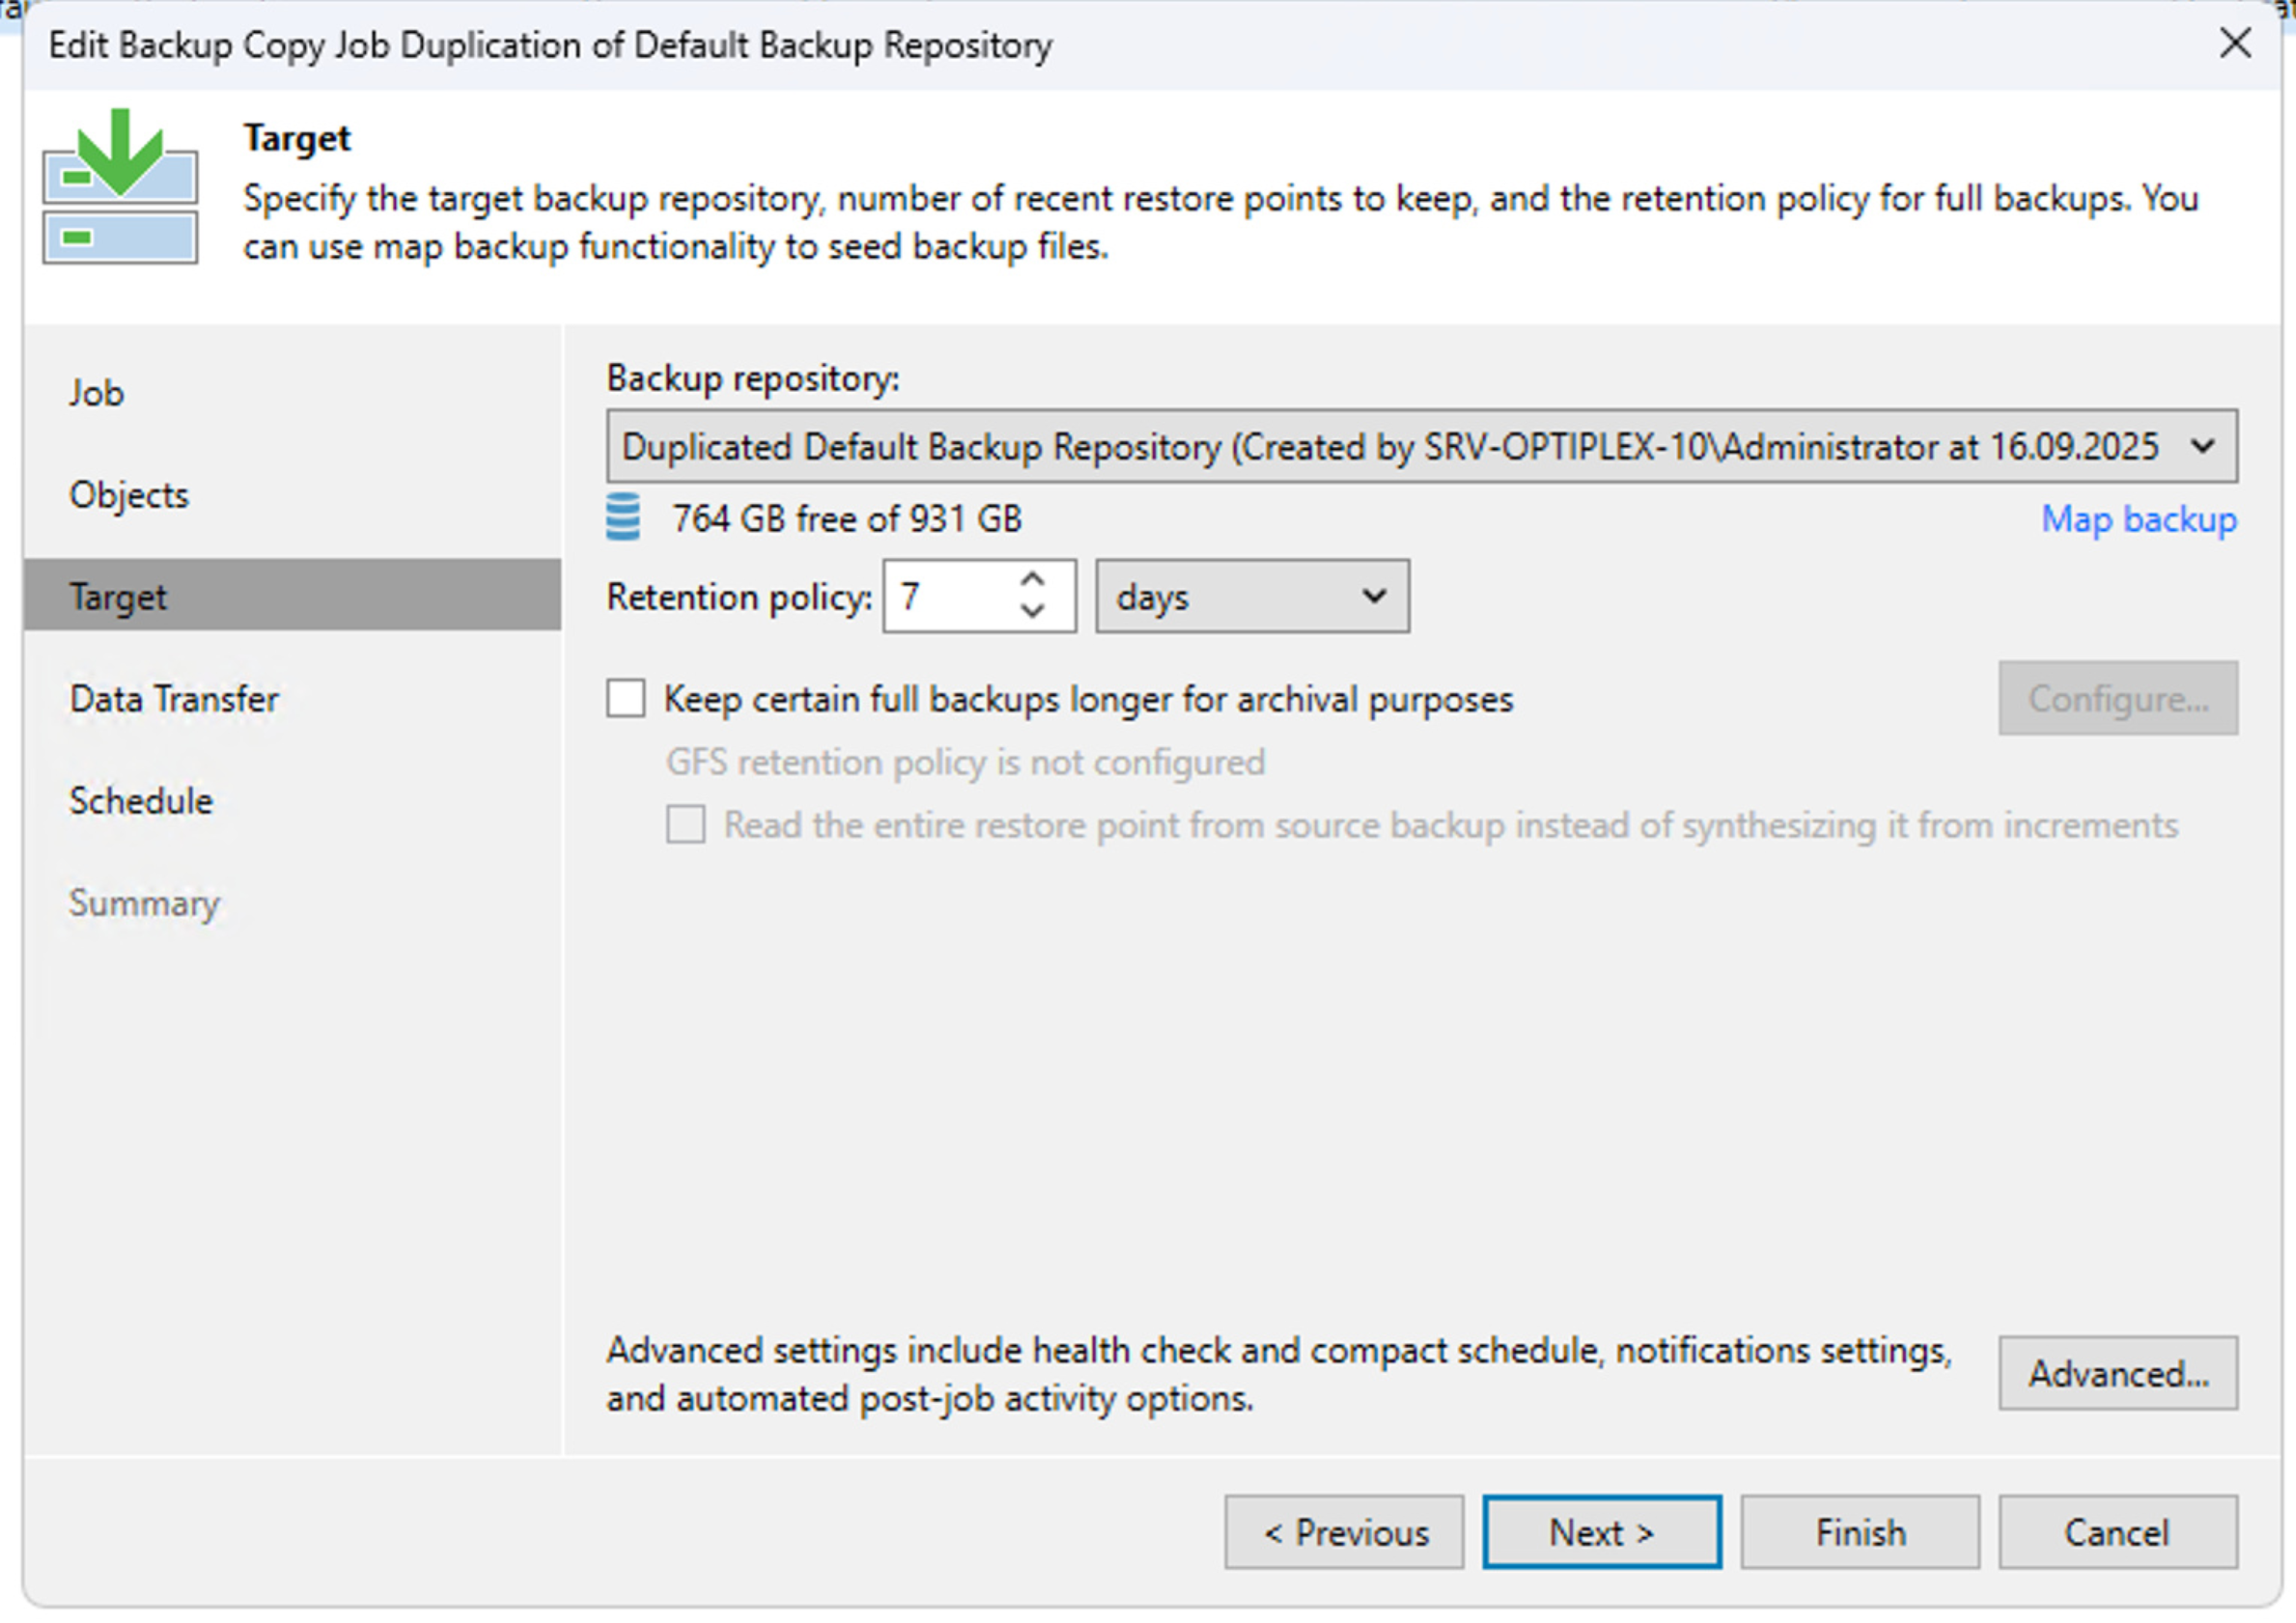 Edit Backup Copy Job Duplication of Default Backup Repository
Target
Specify the target backup repository, number of recent restore points to keep, and the retention policy for full backups. You
can use map backup functionality to seed backup files.
Job
Objects
Target
Data Transfer
Schedule
Summary
Backup repository:
Duplicated Default Backup Repository (Created by SRV-OPTIPLEX-10\Administrator at 16.09.2025
764 GB free of 931 GB
Map backup
Retention policy: 7 days
Keep certain full backups longer for archival purposes
Configure...
GFS retention policy is not configured
Read the entire restore point from source backup instead of synthesizing it from increments
Advanced settings include health check and compact schedule, notifications settings,
and automated post-job activity options.
Advanced...
< Previous
Next >
Finish
Cancel